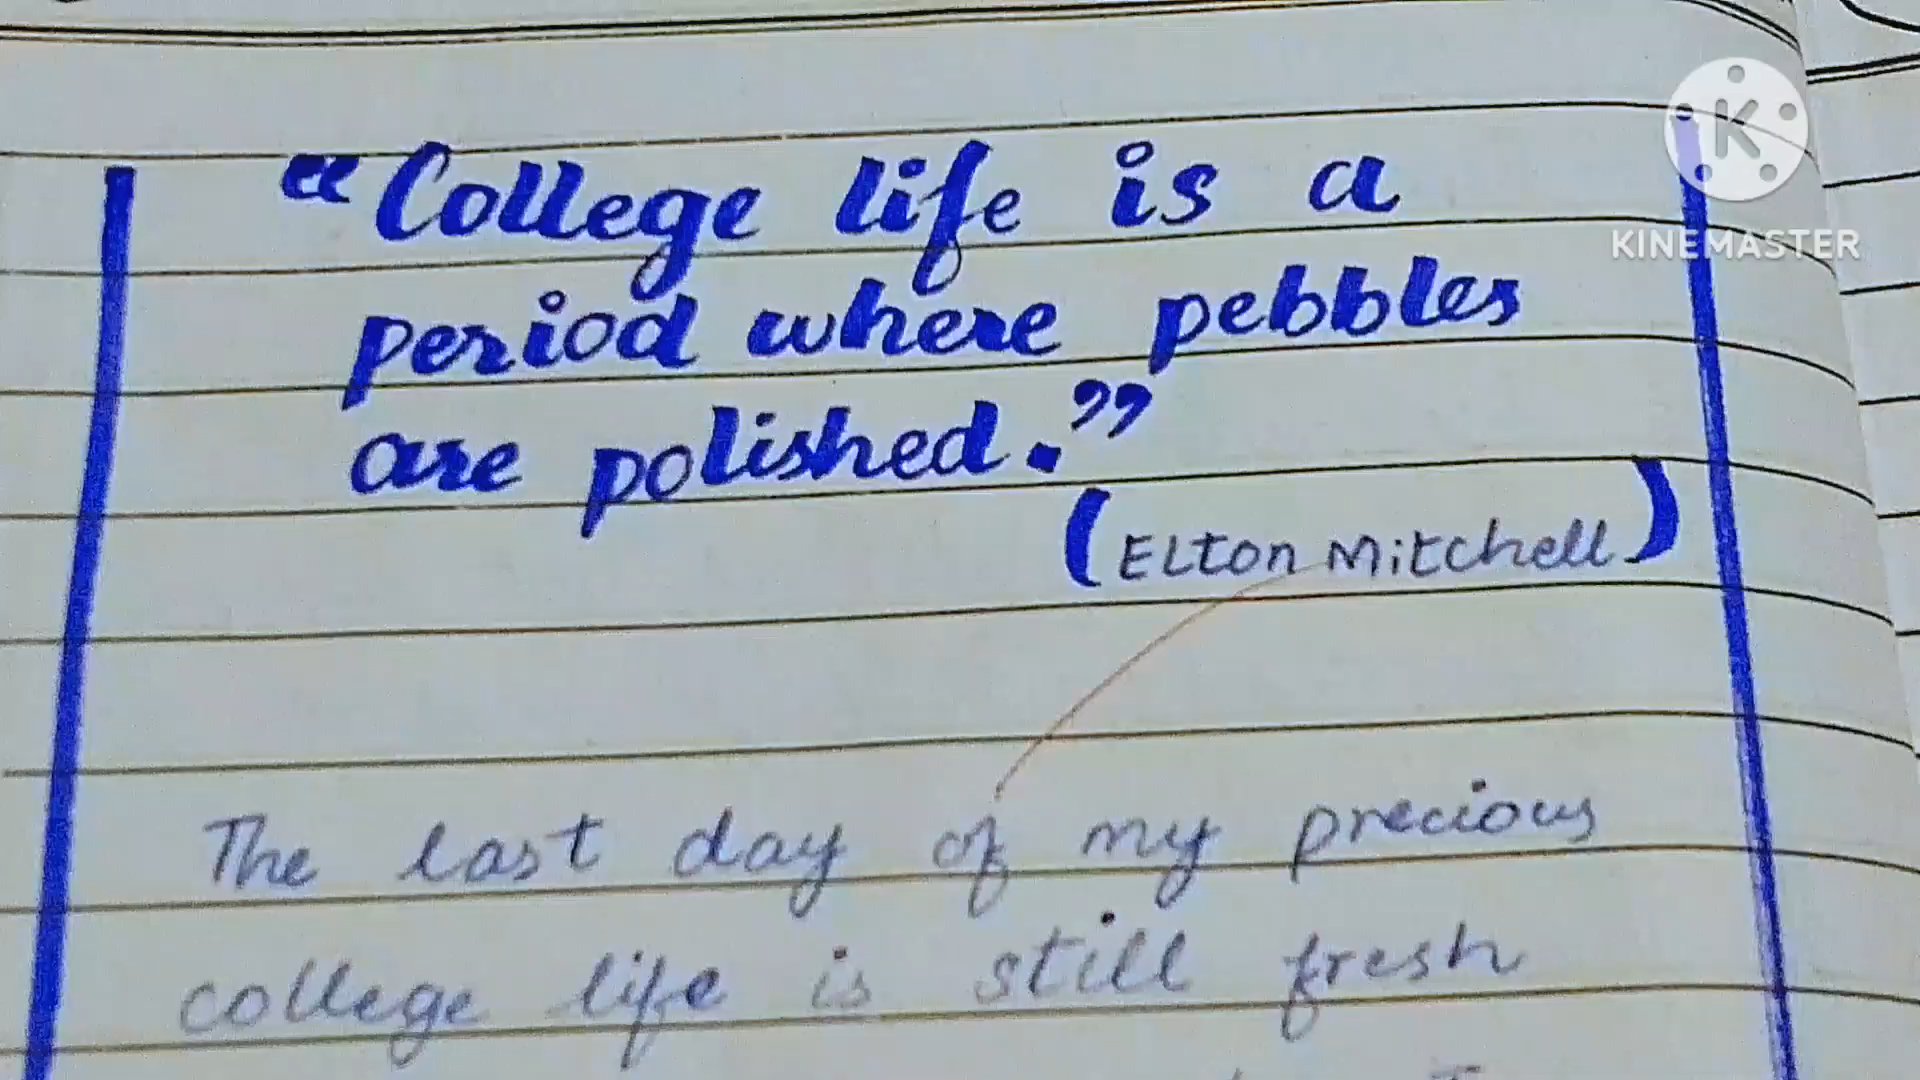 “College life is a
period where pebbles
are polished.”
(Elton Mitchell)
The last day of my precious
college life is still fresh
KINEMASTER